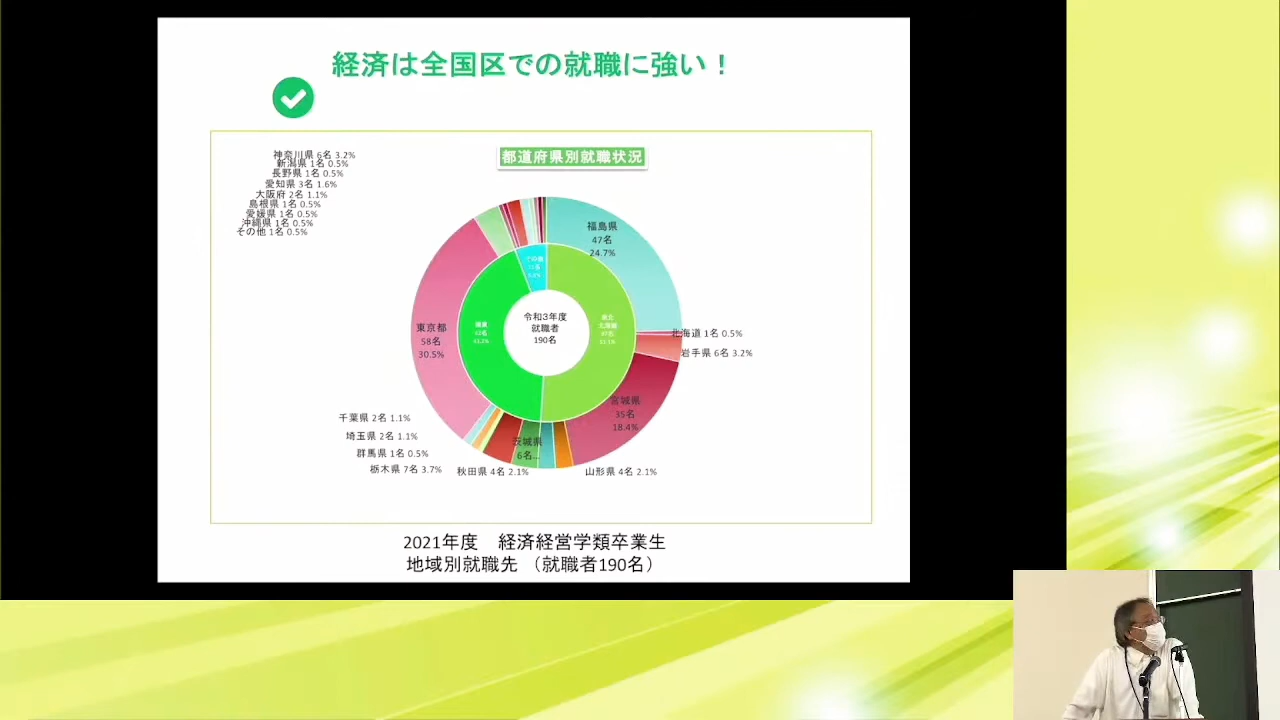 経済は全国区での就職に強い！
都道府県別就職状況
神奈川県 6名 3.2%
新潟県 1名 0.5%
長野県 1名 0.5%
愛知県 3名 1.6%
大阪府 2名 1.1%
島根県 1名 0.5%
愛媛県 1名 0.5%
沖縄県 1名 0.5%
その他 1名 0.5%
福島県
47名
24.7%
北海道 1名 0.5%
岩手県 6名 3.2%
宮城県
35名
18.4%
山形県 4名 2.1%
秋田県 4名 2.1%
茨城県
6名...
栃木県 7名 3.7%
群馬県 1名 0.5%
埼玉県 2名 1.1%
千葉県 2名 1.1%
東京都
58名
30.5%
その他
東北
北海道
令和3年度
就職者
190名
2021年度　経済経営学類卒業生
地域別就職先 （就職者190名）